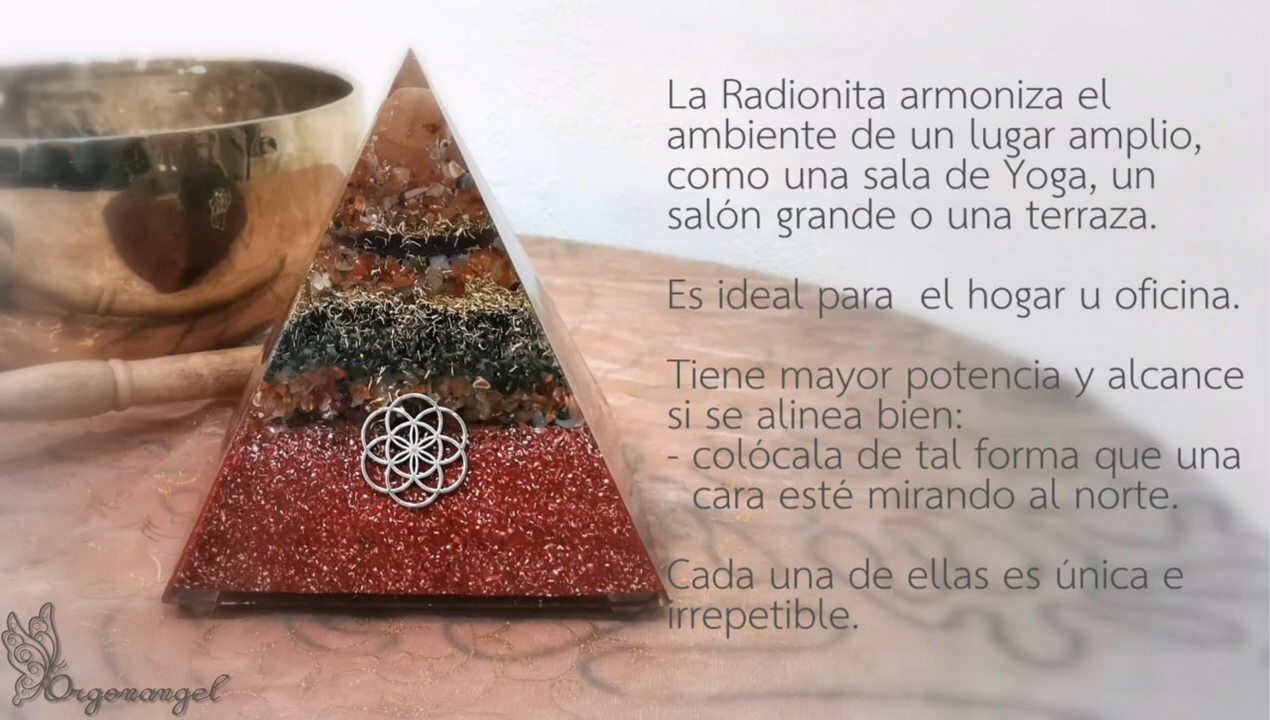 La Radionita armoniza el
ambiente de un lugar amplio,
como una sala de Yoga, un
salón grande o una terraza.
Es ideal para  el hogar u oficina.
Tiene mayor potencia y alcance
si se alinea bien:
- colócala de tal forma que una
cara esté mirando al norte.
Cada una de ellas es única e
irrepetible.
Orgonangel